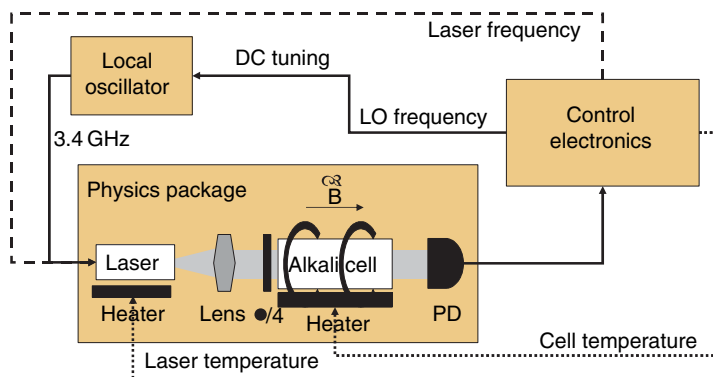 Laser frequency
Local
oscillator
DC tuning
LO frequency
Control
electronics
3.4 GHz
Physics package
B
Laser
Alkali cell
Heater
Lens
●/4
Heater
PD
Laser temperature
Cell temperature